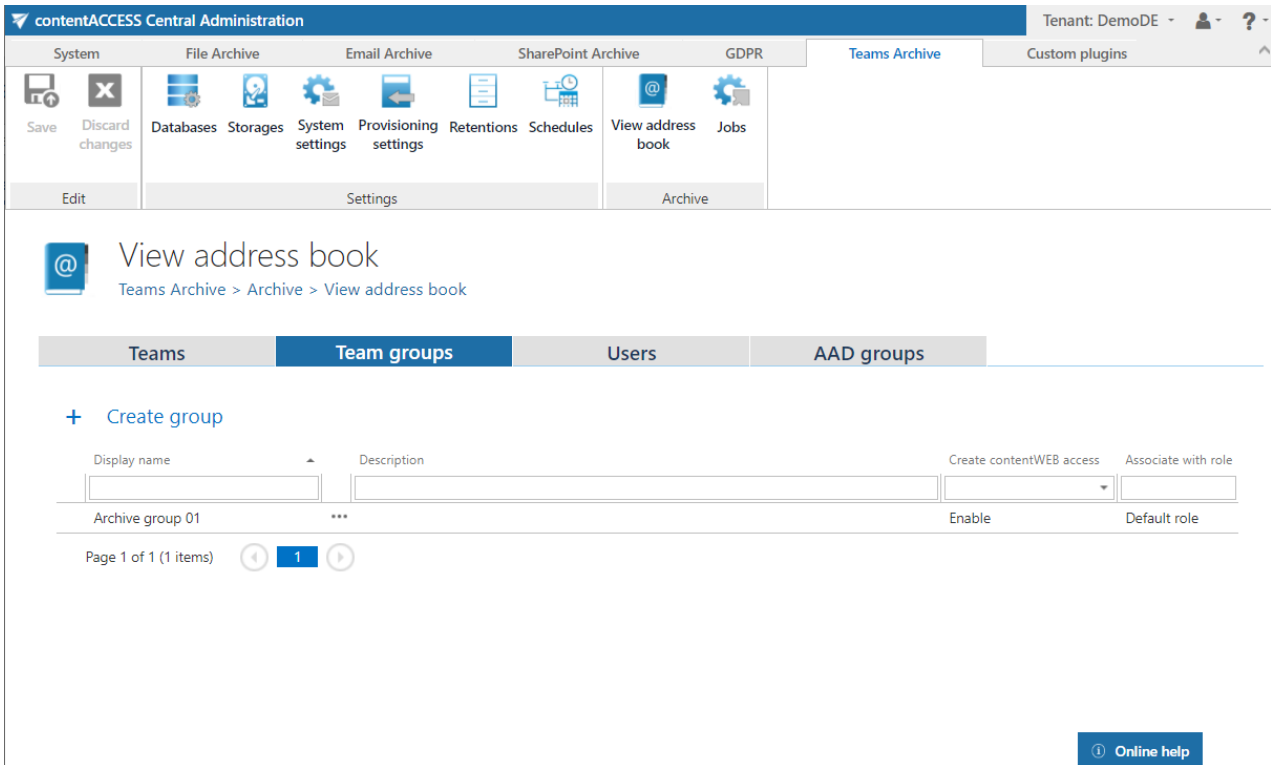 contentACCESS Central Administration
Tenant: DemoDE
?
System
File Archive
Email Archive
SharePoint Archive
GDPR
Teams Archive
Custom plugins
Save
Discard
changes
Databases
Storages
System
settings
Provisioning
settings
Retentions
Schedules
View address
book
Jobs
Edit
Settings
Archive
@
View address book
Teams Archive > Archive > View address book
Teams
Team groups
Users
AAD groups
+ Create group
Display name
Description
Create contentWEB access
Associate with role
Archive group 01
•••
Enable
Default role
Page 1 of 1 (1 items)
1
Online help